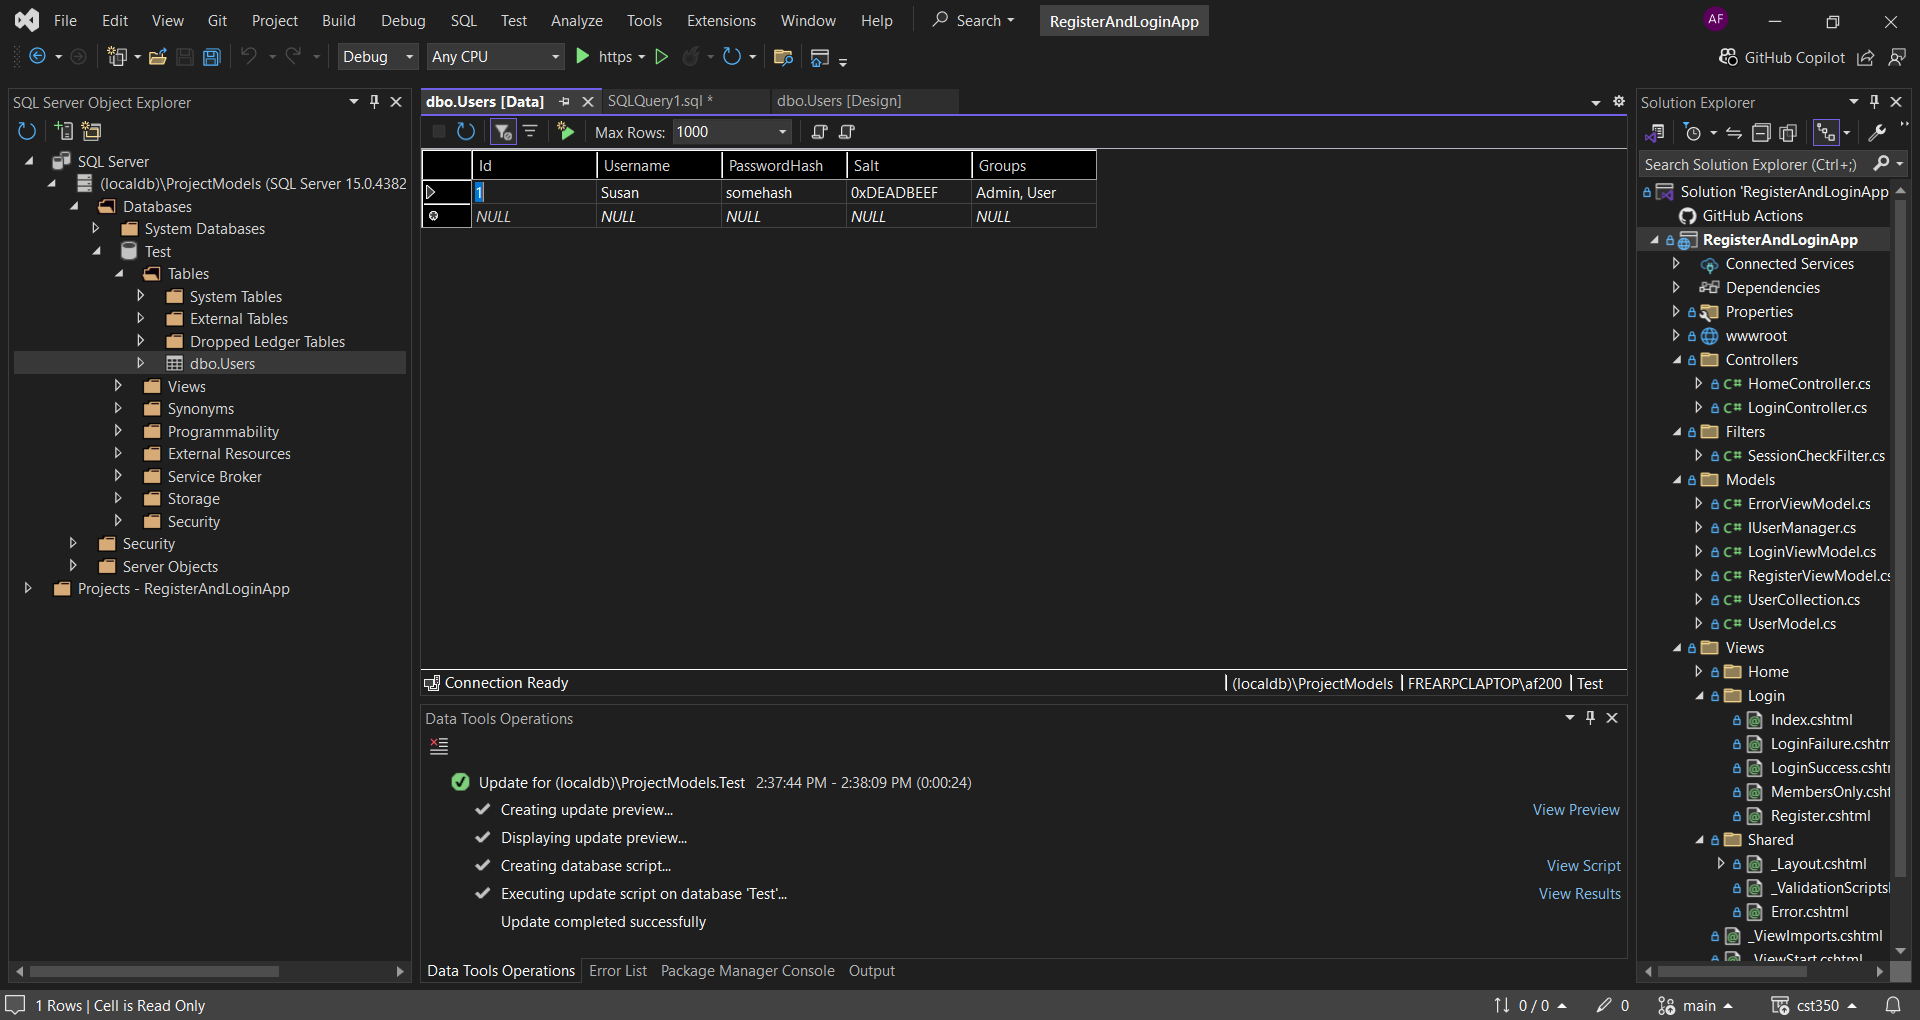 File Edit View Git Project Build Debug SQL Test Analyze Tools Extensions Window Help Search RegisterAndLoginApp AF
Debug Any CPU https GitHub Copilot
SQL Server Object Explorer
SQL Server
(localdb)\ProjectModels (SQL Server 15.0.4382
Databases
System Databases
Test
Tables
System Tables
External Tables
Dropped Ledger Tables
dbo.Users
Views
Synonyms
Programmability
External Resources
Service Broker
Storage
Security
Security
Server Objects
Projects - RegisterAndLoginApp
dbo.Users [Data] SQLQuery1.sql * dbo.Users [Design]
Max Rows: 1000
Id Username PasswordHash Salt Groups
1 Susan somehash 0xDEADBEEF Admin, User
NULL NULL NULL NULL NULL
Connection Ready (localdb)\ProjectModels FREARPCLAPTOP\af200 Test
Data Tools Operations
Update for (localdb)\ProjectModels.Test 2:37:44 PM - 2:38:09 PM (0:00:24)
Creating update preview... View Preview
Displaying update preview...
Creating database script... View Script
Executing update script on database 'Test'... View Results
Update completed successfully
Data Tools Operations Error List Package Manager Console Output
Solution Explorer
Search Solution Explorer (Ctrl+;)
Solution 'RegisterAndLoginApp
GitHub Actions
RegisterAndLoginApp
Connected Services
Dependencies
Properties
wwwroot
Controllers
C# HomeController.cs
C# LoginController.cs
Filters
C# SessionCheckFilter.cs
Models
C# ErrorViewModel.cs
C# IUserManager.cs
C# LoginViewModel.cs
C# RegisterViewModel.cs
C# UserCollection.cs
C# UserModel.cs
Views
Home
Login
Index.cshtml
LoginFailure.cshtm
LoginSuccess.csht
MembersOnly.csht
Register.cshtml
Shared
_Layout.cshtml
_ValidationScripts
Error.cshtml
_ViewImports.cshtml
_ViewStart.cshtml
1 Rows | Cell is Read Only 0 / 0 0 main cst350